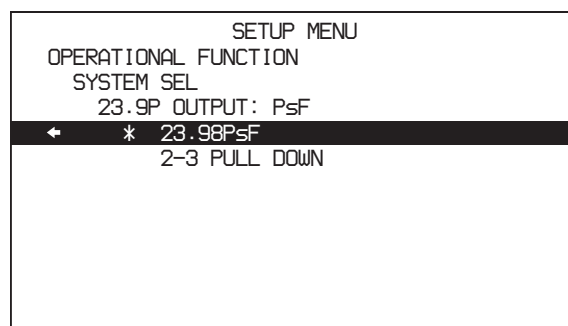 SETUP MENU
OPERATIONAL FUNCTION
SYSTEM SEL
23.9P OUTPUT: PsF
← * 23.98PsF
2-3 PULL DOWN